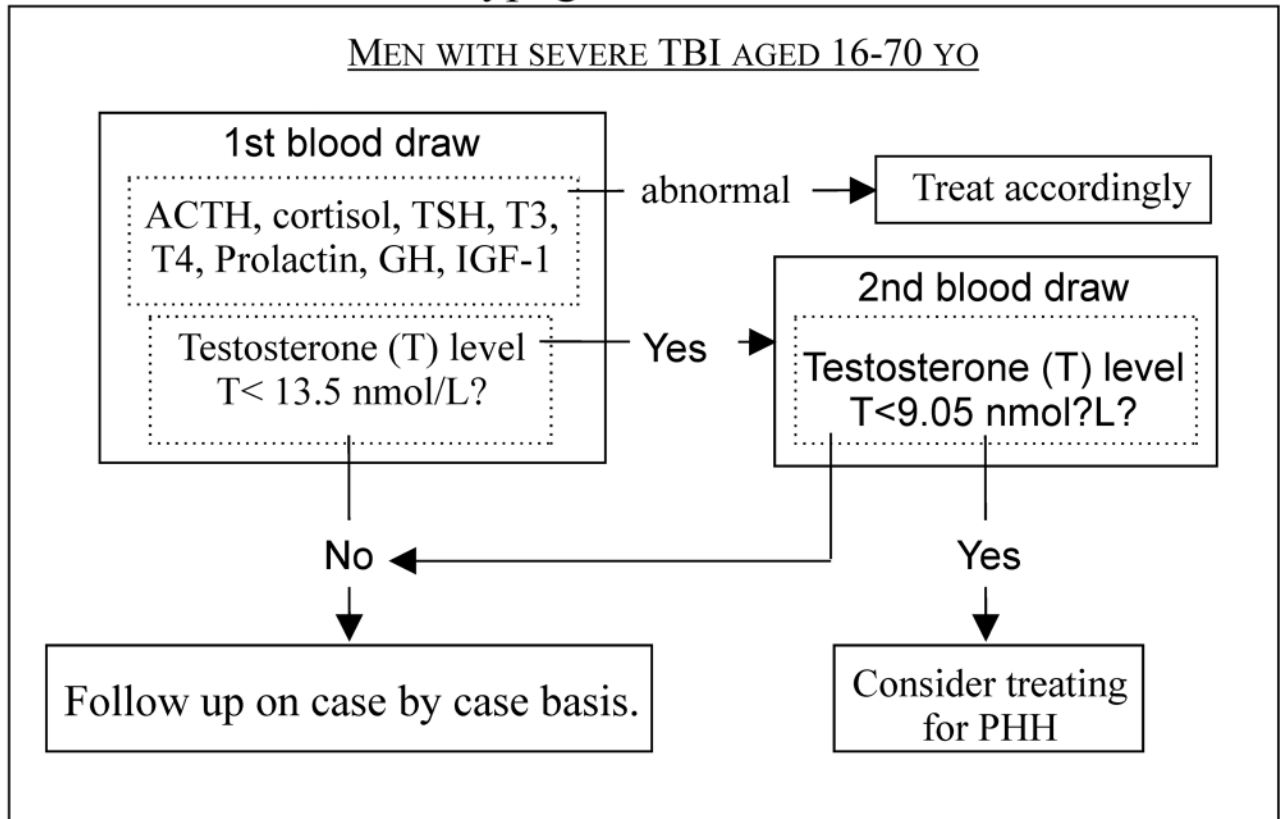 MEN WITH SEVERE TBI AGED 16-70 YO
1st blood draw
ACTH, cortisol, TSH, T3,
T4, Prolactin, GH, IGF-1
abnormal
Treat accordingly
Testosterone (T) level
T< 13.5 nmol/L?
Yes
2nd blood draw
Testosterone (T) level
T<9.05 nmol?L?
No
Yes
Follow up on case by case basis.
Consider treating
for PHH